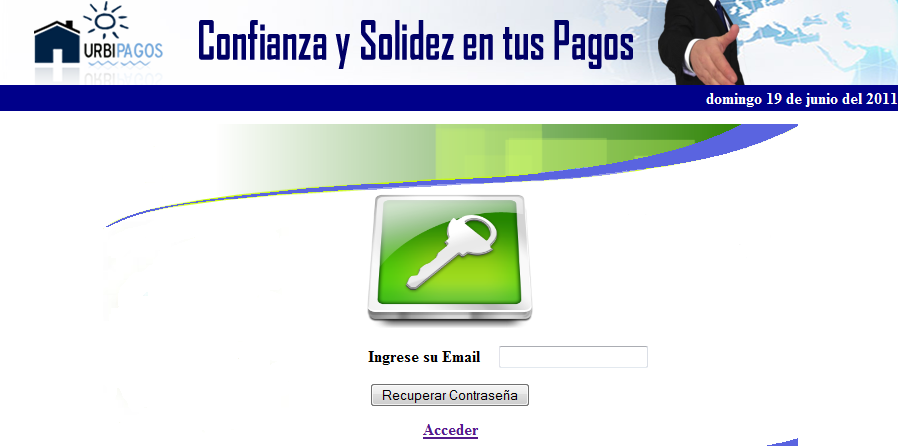 URBIPAGOS
Confianza y Solidez en tus Pagos
domingo 19 de junio del 2011
Ingrese su Email
Recuperar Contraseña
Acceder